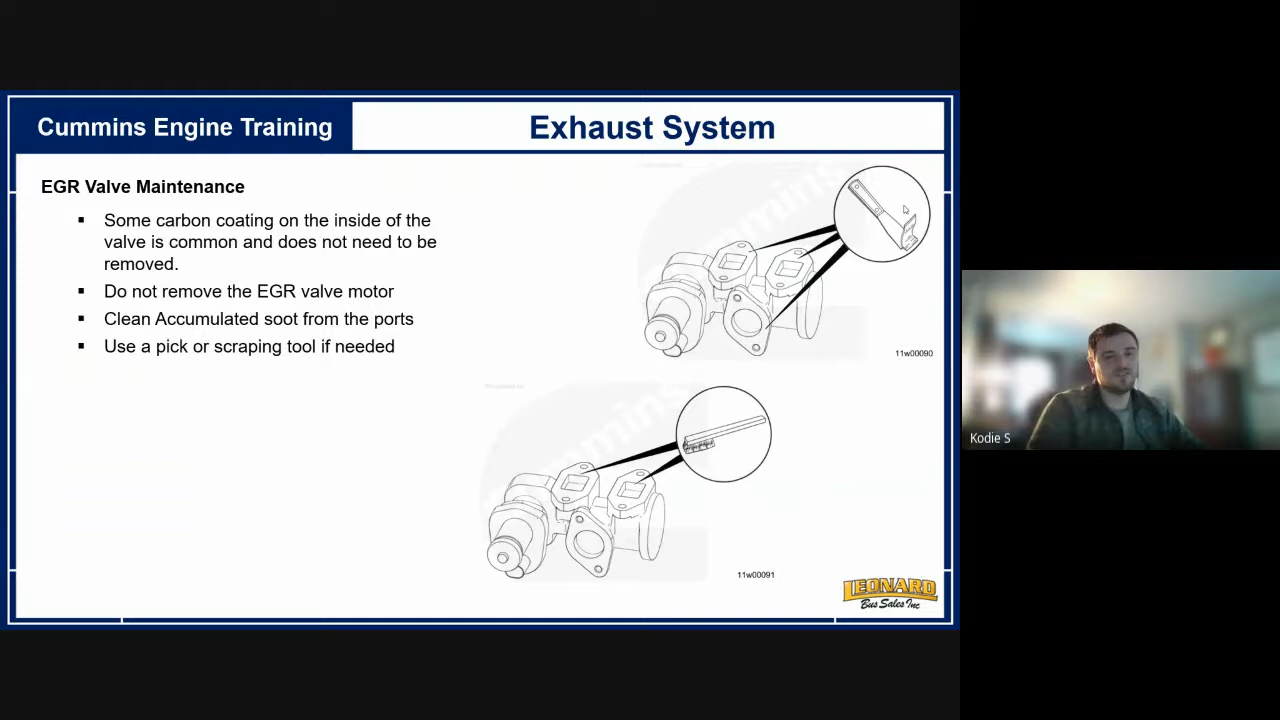 Cummins Engine Training
Exhaust System
EGR Valve Maintenance
▪ Some carbon coating on the inside of the
valve is common and does not need to be
removed.
▪ Do not remove the EGR valve motor
▪ Clean Accumulated soot from the ports
▪ Use a pick or scraping tool if needed
11w00090
11w00091
LEONARD
Bus Sales Inc
Kodie S